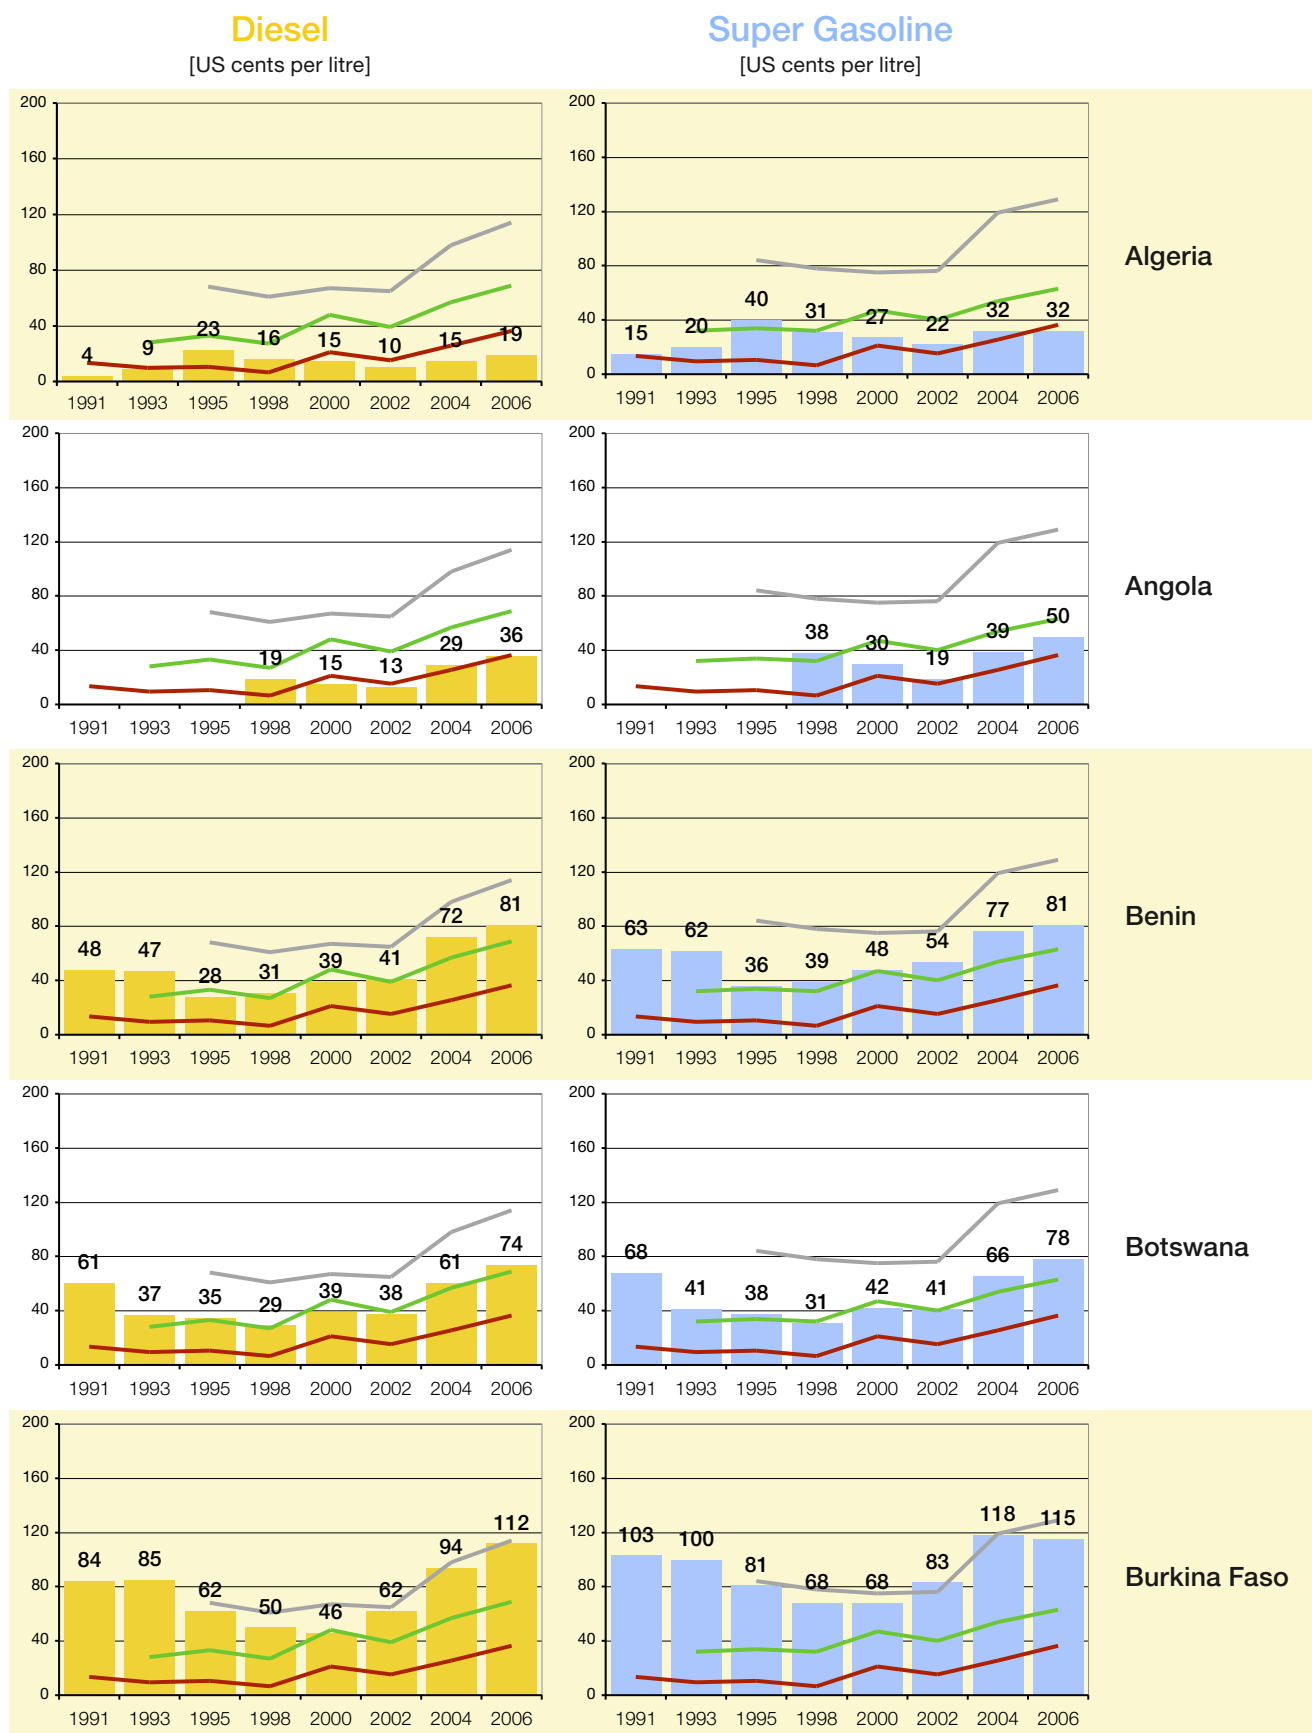 Diesel
[US cents per litre]
Super Gasoline
[US cents per litre]
200
160
120
80
40
0
4 9 23 16 15 10 15 19
1991 1993 1995 1998 2000 2002 2004 2006
200
160
120
80
40
0
15 20 40 31 27 22 32 32
1991 1993 1995 1998 2000 2002 2004 2006
Algeria
200
160
120
80
40
0
19 15 13 29 36
1991 1993 1995 1998 2000 2002 2004 2006
200
160
120
80
40
0
38 30 19 39 50
1991 1993 1995 1998 2000 2002 2004 2006
Angola
200
160
120
80
40
0
48 47 28 31 39 41 72 81
1991 1993 1995 1998 2000 2002 2004 2006
200
160
120
80
40
0
63 62 36 39 48 54 77 81
1991 1993 1995 1998 2000 2002 2004 2006
Benin
200
160
120
80
40
0
61 37 35 29 39 38 61 74
1991 1993 1995 1998 2000 2002 2004 2006
200
160
120
80
40
0
68 41 38 31 42 41 66 78
1991 1993 1995 1998 2000 2002 2004 2006
Botswana
200
160
120
80
40
0
84 85 62 50 46 62 94 112
1991 1993 1995 1998 2000 2002 2004 2006
200
160
120
80
40
0
103 100 81 68 68 83 118 115
1991 1993 1995 1998 2000 2002 2004 2006
Burkina Faso